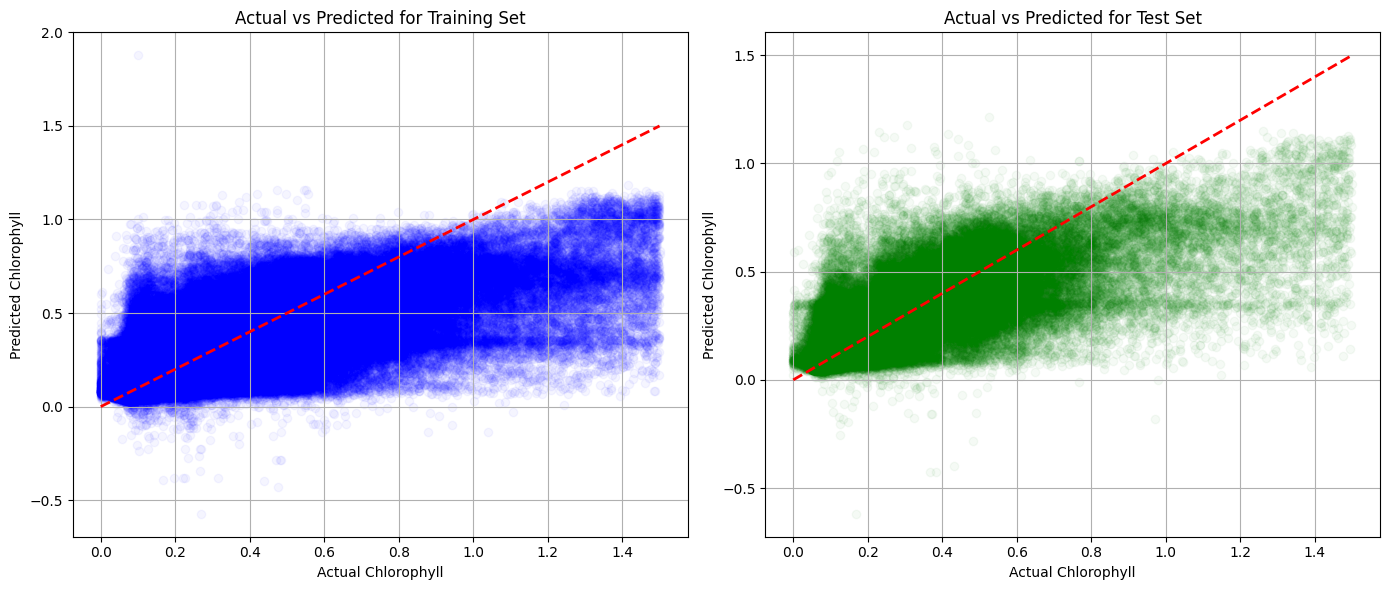 Actual vs Predicted for Training Set
2.0
1.5
1.0
0.5
0.0
−0.5
Predicted Chlorophyll
0.0 0.2 0.4 0.6 0.8 1.0 1.2 1.4
Actual Chlorophyll
Actual vs Predicted for Test Set
1.5
1.0
0.5
0.0
−0.5
Predicted Chlorophyll
0.0 0.2 0.4 0.6 0.8 1.0 1.2 1.4
Actual Chlorophyll